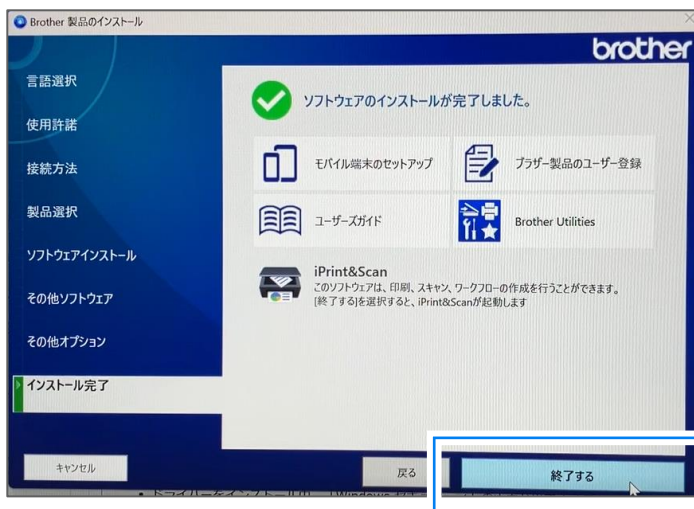 Brother 製品のインストール
brother
言語選択
使用許諾
接続方法
製品選択
ソフトウェアインストール
その他ソフトウェア
その他オプション
インストール完了
ソフトウェアのインストールが完了しました。
モバイル端末のセットアップ
ブラザー製品のユーザー登録
ユーザーズガイド
Brother Utilities
iPrint&Scan
このソフトウェアは、印刷、スキャン、ワークフローの作成を行うことができます。
[終了する]を選択すると、iPrint&Scanが起動します
キャンセル
戻る
終了する